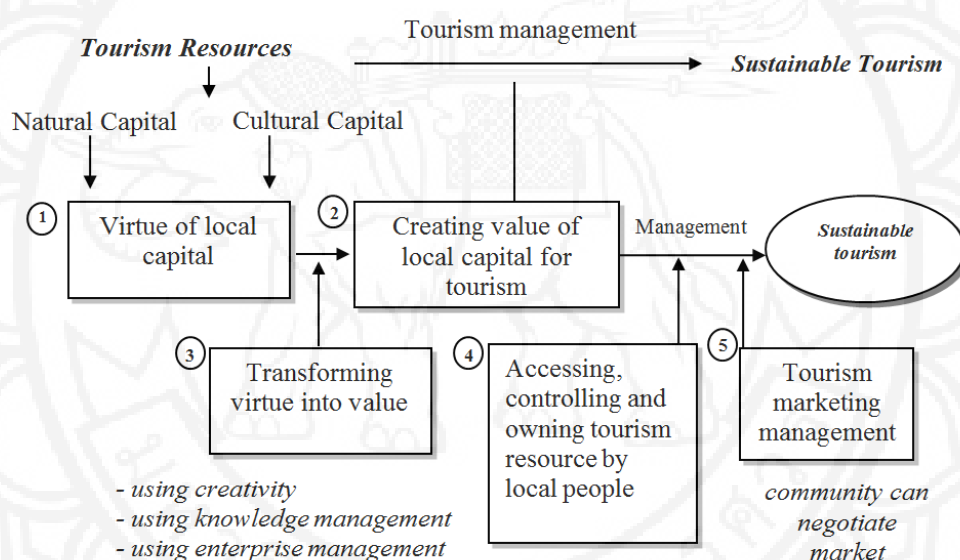 Tourism management
Tourism Resources
Sustainable Tourism
Natural Capital
Cultural Capital
1
Virtue of local
capital
2
Creating value of
local capital for
tourism
Management
Sustainable
tourism
3
Transforming
virtue into value
4
Accessing,
controlling and
owning tourism
resource by
local people
5
Tourism
marketing
management
- using creativity
- using knowledge management
- using enterprise management
community can
negotiate
market